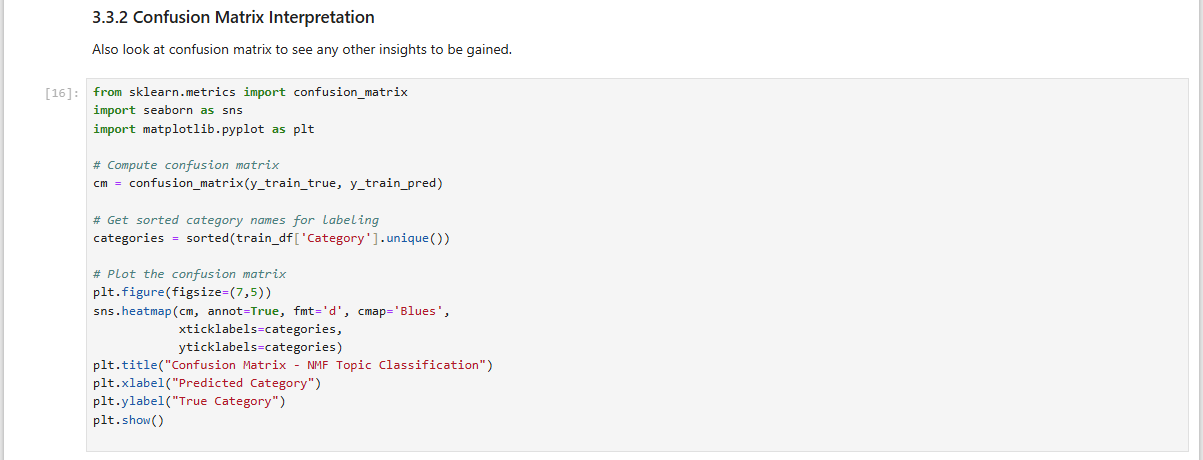 3.3.2 Confusion Matrix Interpretation
Also look at confusion matrix to see any other insights to be gained.
[16]:
from sklearn.metrics import confusion_matrix
import seaborn as sns
import matplotlib.pyplot as plt
# Compute confusion matrix
cm = confusion_matrix(y_train_true, y_train_pred)
# Get sorted category names for labeling
categories = sorted(train_df['Category'].unique())
# Plot the confusion matrix
plt.figure(figsize=(7,5))
sns.heatmap(cm, annot=True, fmt='d', cmap='Blues',
            xticklabels=categories,
            yticklabels=categories)
plt.title("Confusion Matrix - NMF Topic Classification")
plt.xlabel("Predicted Category")
plt.ylabel("True Category")
plt.show()